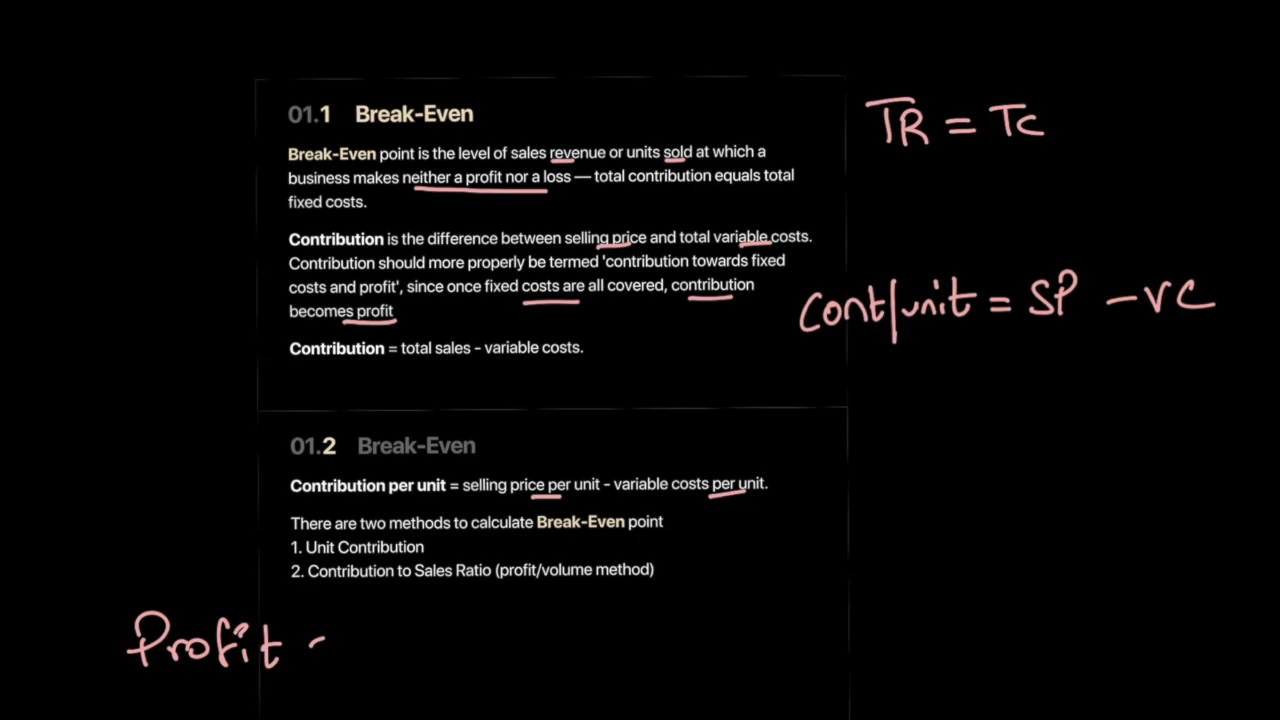 01.1 Break-Even
TR = TC
Break-Even point is the level of sales revenue or units sold at which a
business makes neither a profit nor a loss — total contribution equals total
fixed costs.
Contribution is the difference between selling price and total variable costs.
Contribution should more properly be termed 'contribution towards fixed
costs and profit', since once fixed costs are all covered, contribution
becomes profit
Cont/unit = SP - VC
Contribution = total sales - variable costs.
01.2 Break-Even
Contribution per unit = selling price per unit - variable costs per unit.
There are two methods to calculate Break-Even point
1. Unit Contribution
2. Contribution to Sales Ratio (profit/volume method)
Profit -